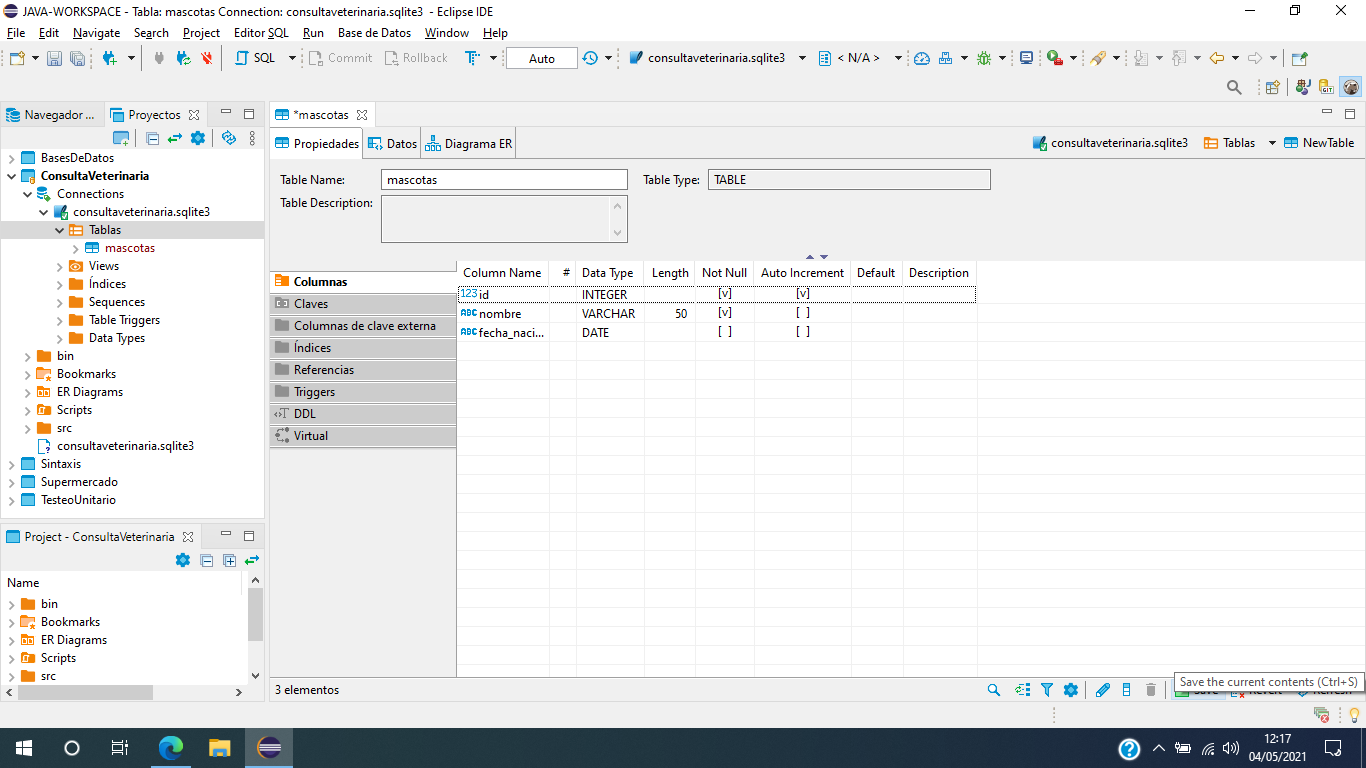 JAVA-WORKSPACE - Tabla: mascotas Connection: consultaveterinaria.sqlite3 - Eclipse IDE
File Edit Navigate Search Project Editor SQL Run Base de Datos Window Help
SQL Commit Rollback Auto consultaveterinaria.sqlite3 < N/A >
Navegador ... Proyectos
BasesDeDatos
ConsultaVeterinaria
Connections
consultaveterinaria.sqlite3
Tablas
mascotas
Views
Índices
Sequences
Table Triggers
Data Types
bin
Bookmarks
ER Diagrams
Scripts
src
consultaveterinaria.sqlite3
Sintaxis
Supermercado
TesteoUnitario
Project - ConsultaVeterinaria
Name
bin
Bookmarks
ER Diagrams
Scripts
src
*mascotas
Propiedades Datos Diagrama ER consultaveterinaria.sqlite3 Tablas NewTable
Table Name: mascotas Table Type: TABLE
Table Description:
Columnas
Claves
Columnas de clave externa
Índices
Referencias
Triggers
DDL
Virtual
Column Name # Data Type Length Not Null Auto Increment Default Description
123 id INTEGER [v] [v]
ABC nombre VARCHAR 50 [v] [ ]
ABC fecha_naci... DATE [ ] [ ]
3 elementos
Save the current contents (Ctrl+S)
Save Revert Refresh
12:17
04/05/2021